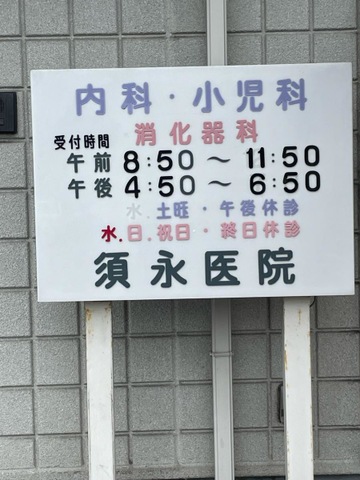 内科・小児科
消化器科
受付時間
午前 8:50 ～ 11:50
午後 4:50 ～ 6:50
水.土旺・午後休診
水.日.祝日・終日休診
須永医院